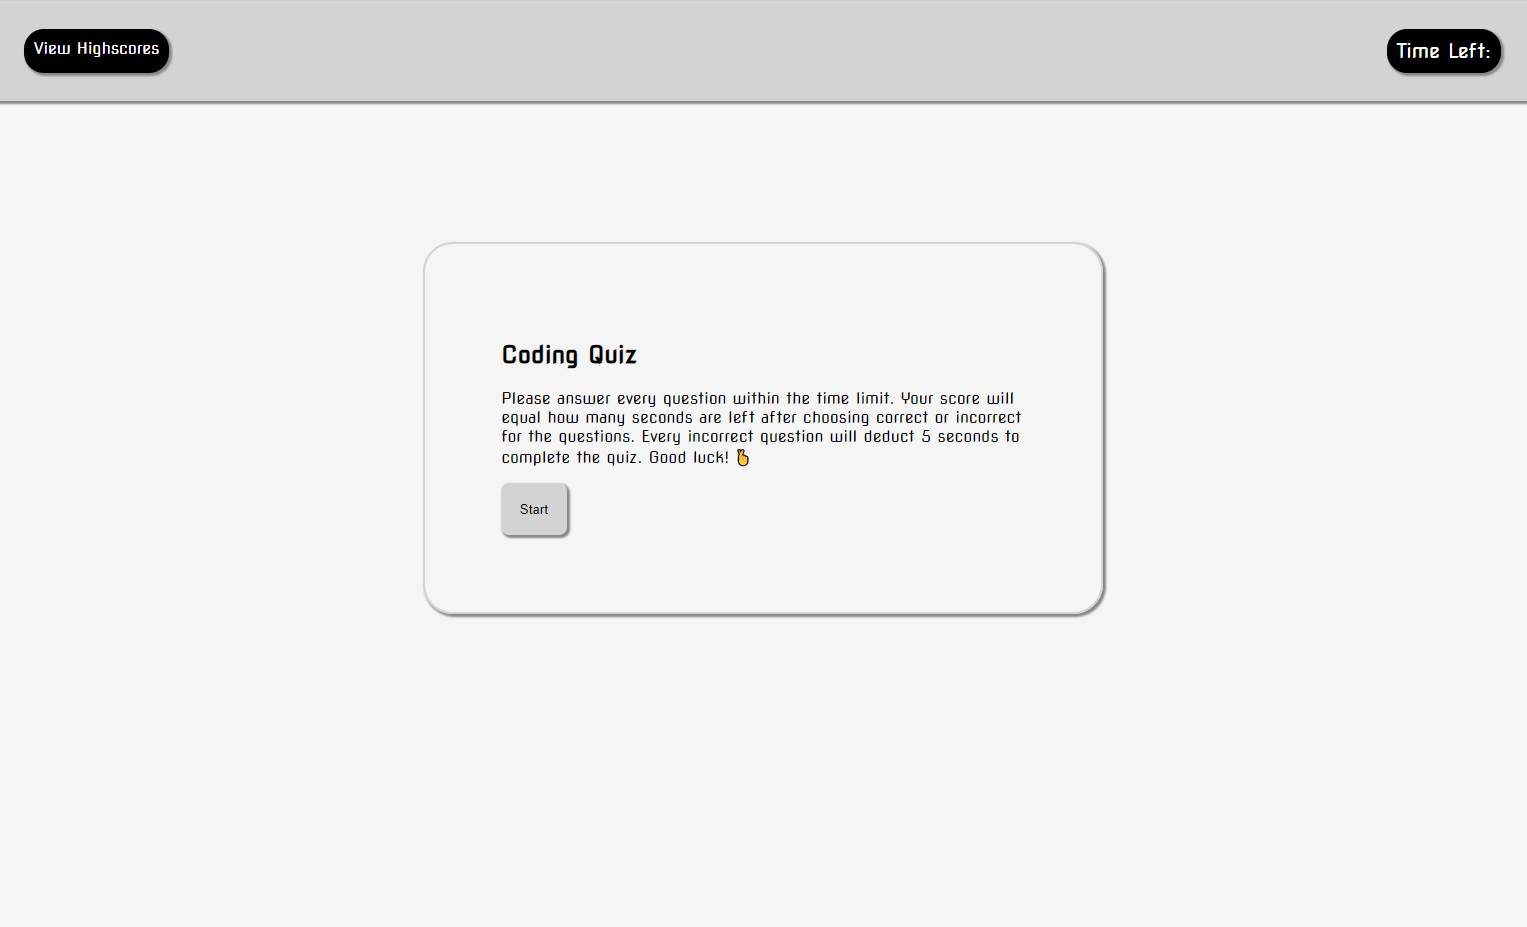 View Highscores
Time Left:
Coding Quiz
Please answer every question within the time limit. Your score will
equal how many seconds are left after choosing correct or incorrect
for the questions. Every incorrect question will deduct 5 seconds to
complete the quiz. Good luck! 🫰
Start